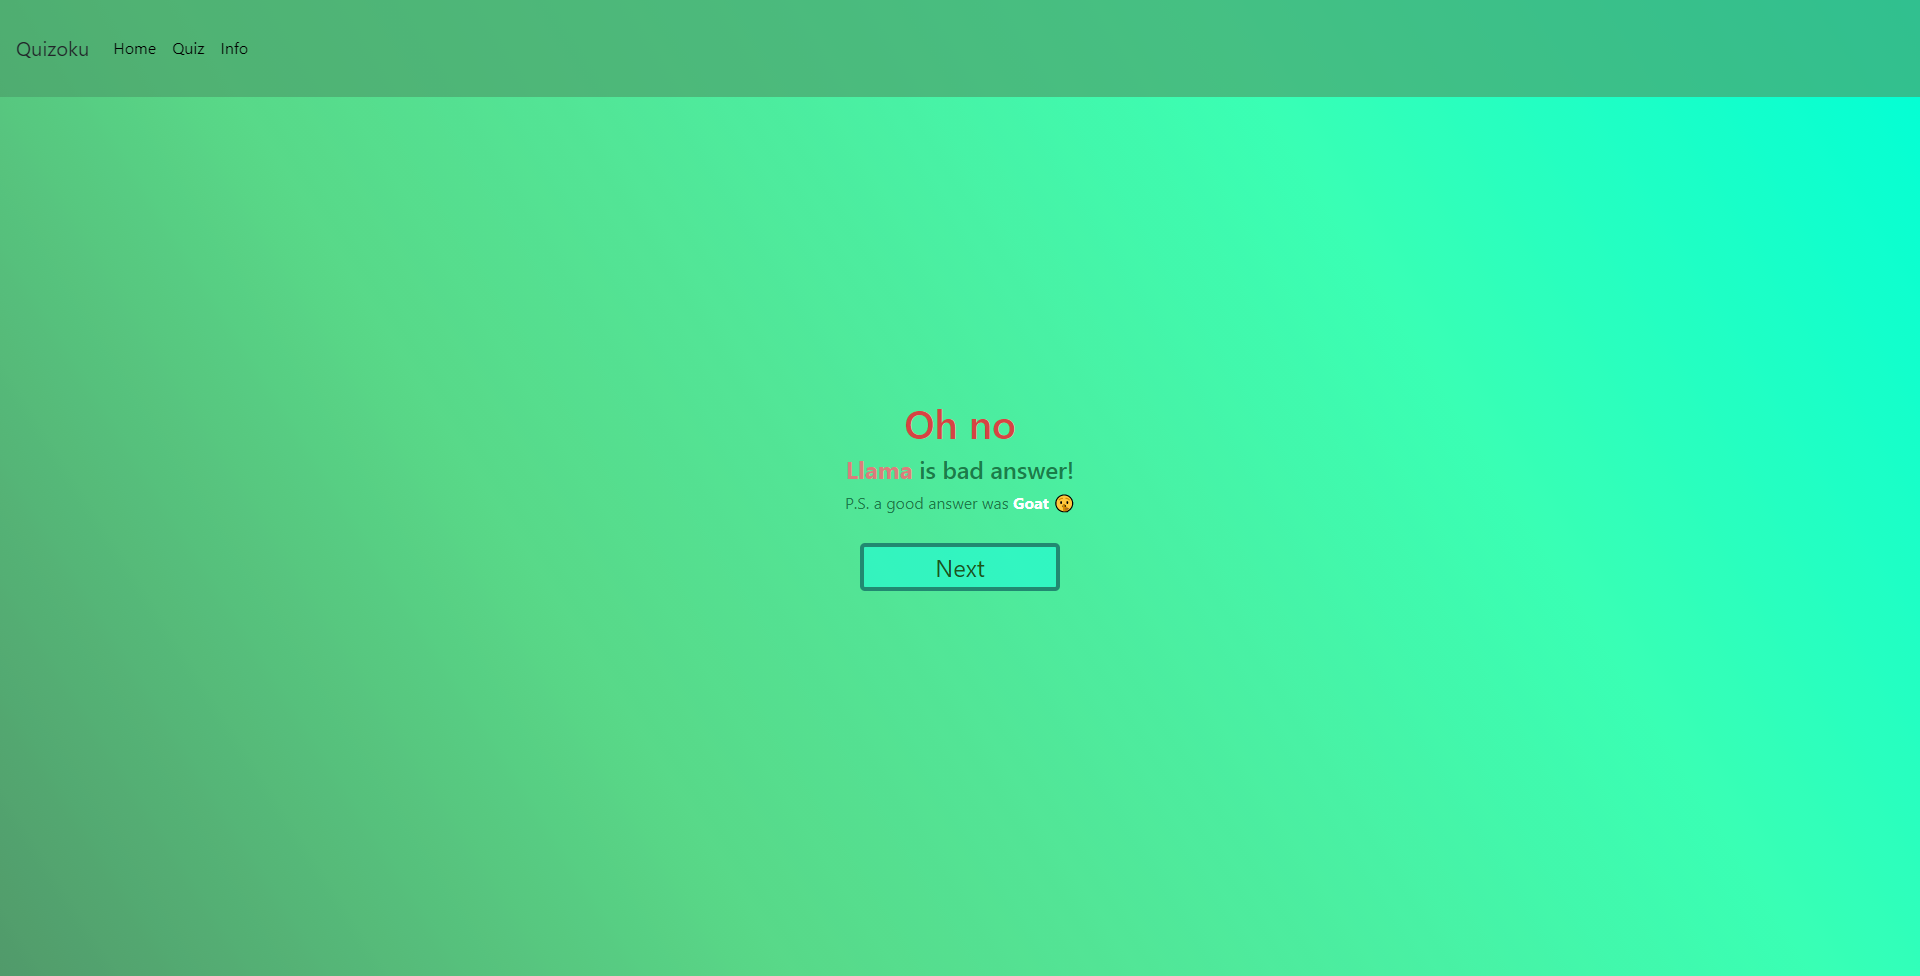 Quizoku Home Quiz Info
Oh no
Llama is bad answer!
P.S. a good answer was Goat 🤫
Next